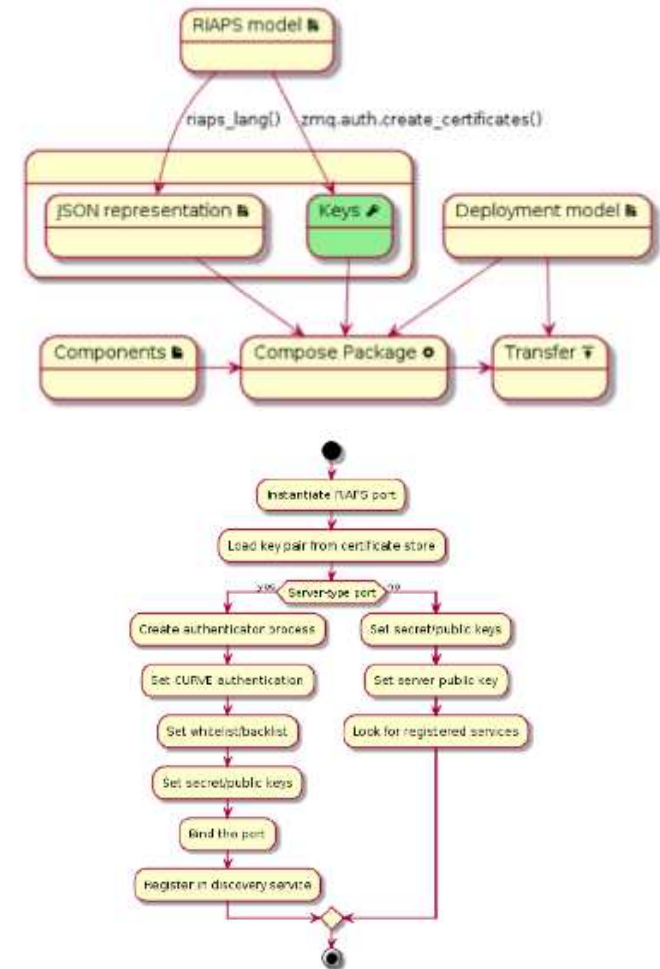 RIAPS model
riaps_lang() zmq.auth.create_certificates()
JSON representation Keys Deployment model
Components Compose Package Transfer
Instantiate RIAPS port
Load key pair from certificate store
yes Server-type port no
Create authenticator process Set secret/public keys
Set CURVE authentication Set server public key
Set whitelist/backlist Look for registered services
Set secret/public keys
Bind the port
Register in discovery service